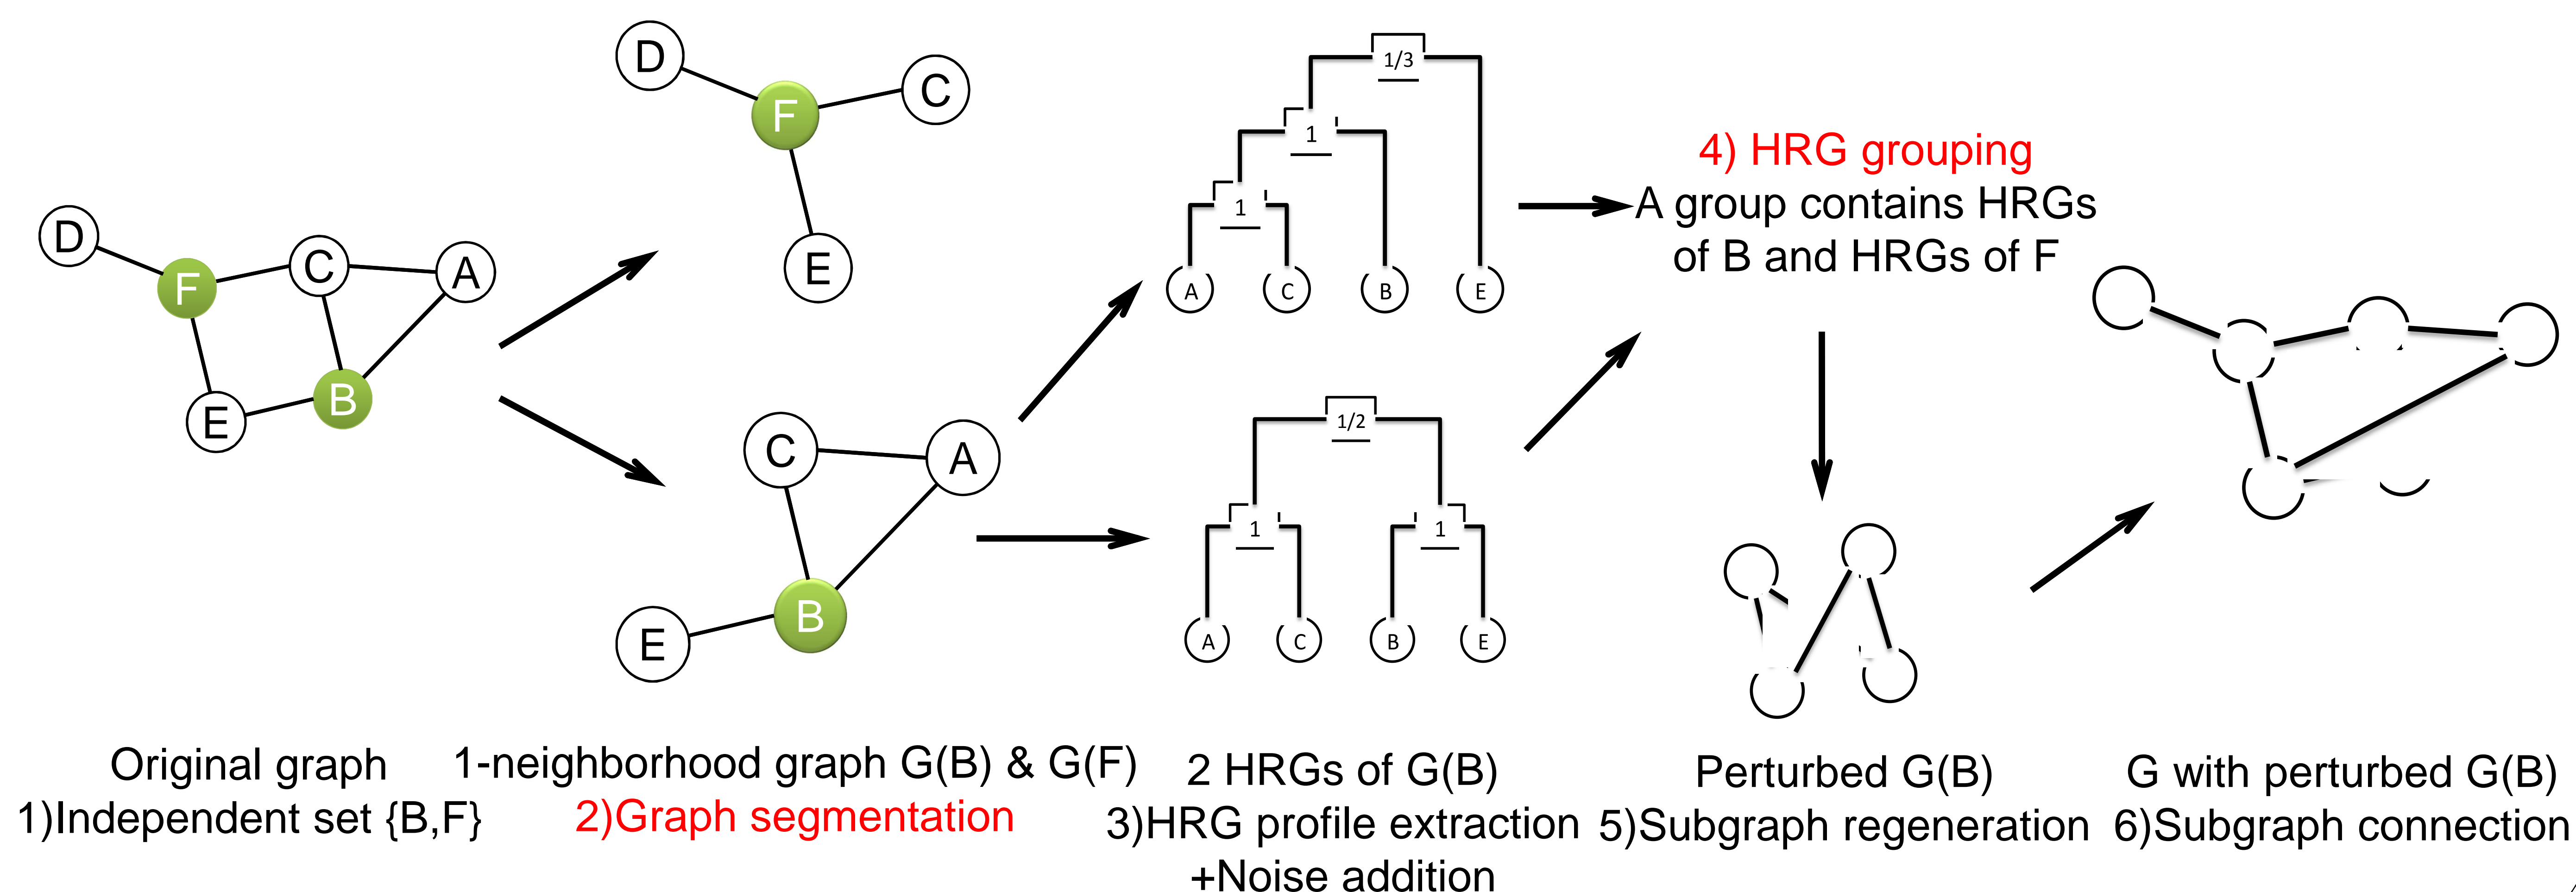 D
F
C
A
E
B
D
F
C
E
C
A
B
E
1/3
1
1
A
C
B
E
1/2
1
1
A
C
B
E
4) HRG grouping
A group contains HRGs
of B and HRGs of F
Original graph
1)Independent set {B,F}
1-neighborhood graph G(B) & G(F)
2)Graph segmentation
2 HRGs of G(B)
3)HRG profile extraction
+Noise addition
Perturbed G(B)
5)Subgraph regeneration
G with perturbed G(B)
6)Subgraph connection